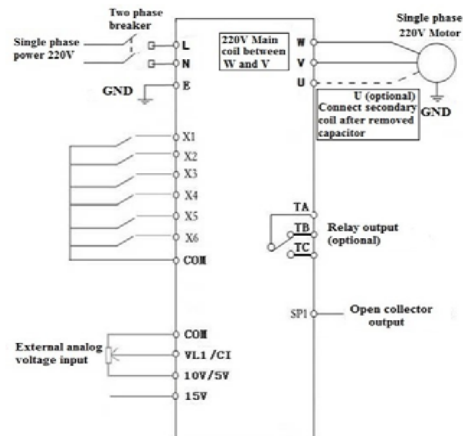 Two phase
breaker
Single phase
power 220V
L
N
E
GND
220V Main
coil between
W and V
W
V
U
Single phase
220V Motor
GND
U (optional)
Connect secondary
coil after removed
capacitor
X1
X2
X3
X4
X5
X6
COM
TA
TB
TC
Relay output
(optional)
SP1
Open collector
output
External analog
voltage input
COM
VL1/CI
10V/5V
15V